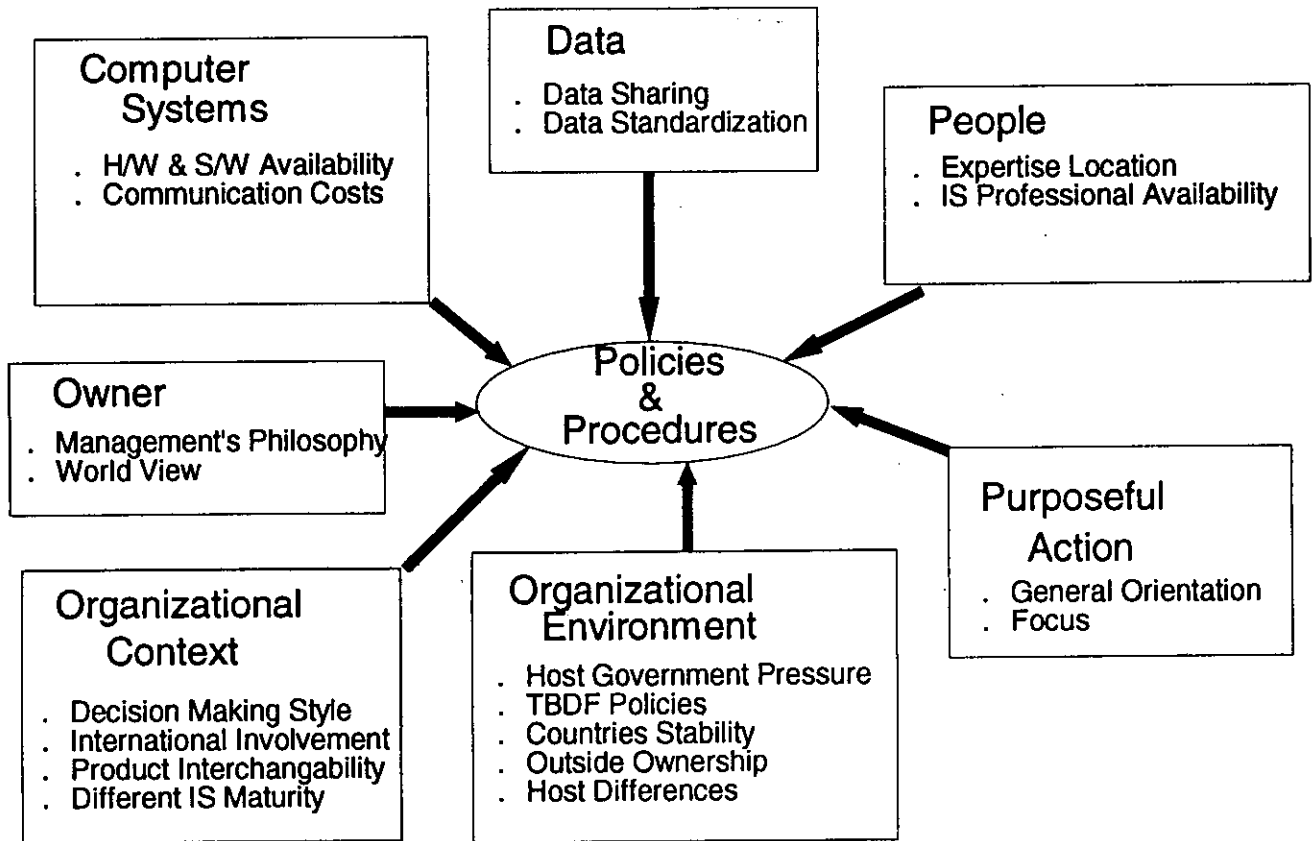 Computer
Systems
. H/W & S/W Availability
. Communication Costs
Data
. Data Sharing
. Data Standardization
People
. Expertise Location
. IS Professional Availability
Owner
. Management's Philosophy
. World View
Policies
&
Procedures
Purposeful
Action
. General Orientation
. Focus
Organizational
Context
. Decision Making Style
. International Involvement
. Product Interchangability
. Different IS Maturity
Organizational
Environment
. Host Government Pressure
. TBDF Policies
. Countries Stability
. Outside Ownership
. Host Differences